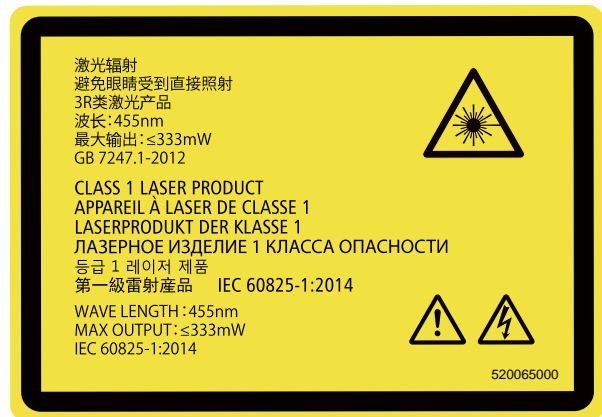 激光辐射
避免眼睛受到直接照射
3R类激光产品
波长:455nm
最大输出:≤333mW
GB 7247.1-2012
CLASS 1 LASER PRODUCT
APPAREIL À LASER DE CLASSE 1
LASERPRODUKT DER KLASSE 1
ЛАЗЕРНОЕ ИЗДЕЛИЕ 1 КЛАССА ОПАСНОСТИ
등급 1 레이저 제품
第一級雷射産品 IEC 60825-1:2014
WAVE LENGTH:455nm
MAX OUTPUT:≤333mW
IEC 60825-1:2014
520065000